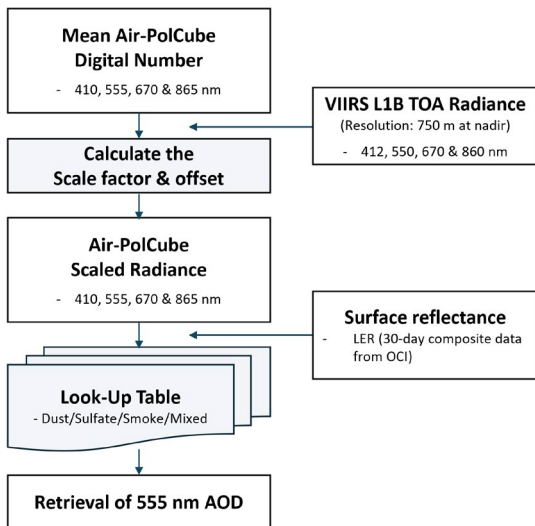 Mean Air-PolCube
Digital Number
- 410, 555, 670 & 865 nm
VIIRS L1B TOA Radiance
(Resolution: 750 m at nadir)
- 412, 550, 670 & 860 nm
Calculate the
Scale factor & offset
Air-PolCube
Scaled Radiance
- 410, 555, 670 & 865 nm
Surface reflectance
- LER (30-day composite data
from OCI)
Look-Up Table
- Dust/Sulfate/Smoke/Mixed
Retrieval of 555 nm AOD